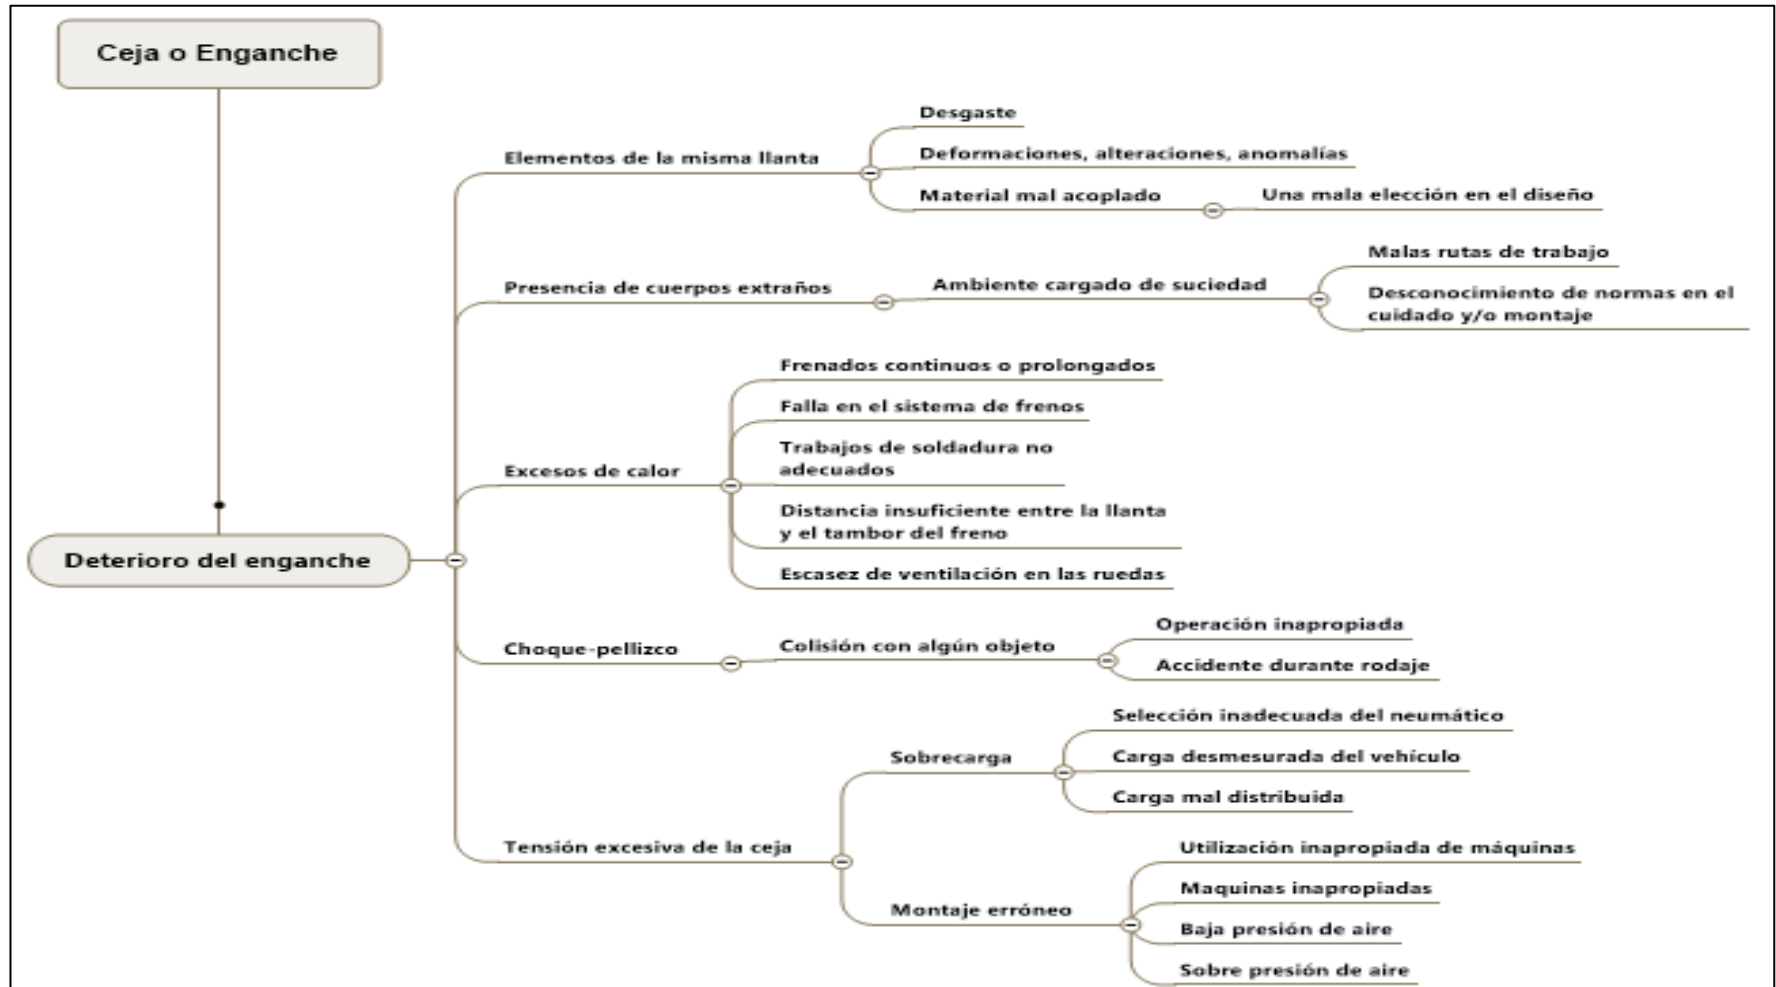 Ceja o Enganche
Deterioro del enganche
Elementos de la misma llanta
Desgaste
Deformaciones, alteraciones, anomalías
Material mal acoplado
Una mala elección en el diseño
Presencia de cuerpos extraños
Ambiente cargado de suciedad
Malas rutas de trabajo
Desconocimiento de normas en el
cuidado y/o montaje
Excesos de calor
Frenados continuos o prolongados
Falla en el sistema de frenos
Trabajos de soldadura no
adecuados
Distancia insuficiente entre la llanta
y el tambor del freno
Escasez de ventilación en las ruedas
Choque-pellizco
Colisión con algún objeto
Operación inapropiada
Accidente durante rodaje
Tensión excesiva de la ceja
Sobrecarga
Selección inadecuada del neumático
Carga desmesurada del vehículo
Carga mal distribuida
Montaje erróneo
Utilización inapropiada de máquinas
Maquinas inapropiadas
Baja presión de aire
Sobre presión de aire